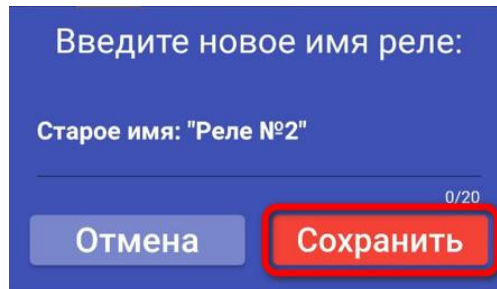 Введите новое имя реле:
Старое имя: "Реле №2"
0/20
Отмена Сохранить